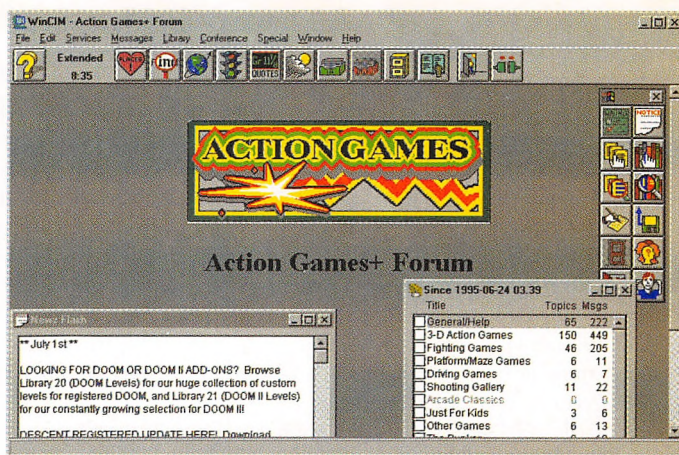 WinCIM - Action Games+ Forum
File Edit Services Messages Library Conference Special Window Help
Extended
8:35
QUOTES
NOTICE
ACTION GAMES
Action Games+ Forum
News Flash
** July 1st **
LOOKING FOR DOOM OR DOOM II ADD-ONS? Browse
Library 20 (DOOM Levels) for our huge collection of custom
levels for registered DOOM, and Library 21 (DOOM II Levels)
for our constantly growing selection for DOOM II!
DESCENT REGISTERED UPDATE HERE! Download
Since 1995-06-24 03.39
Title Topics Msgs
General/Help 65 222
3-D Action Games 150 449
Fighting Games 46 205
Platform/Maze Games 6 11
Driving Games 6 7
Shooting Gallery 11 22
Arcade Classics 0 0
Just For Kids 3 6
Other Games 6 13